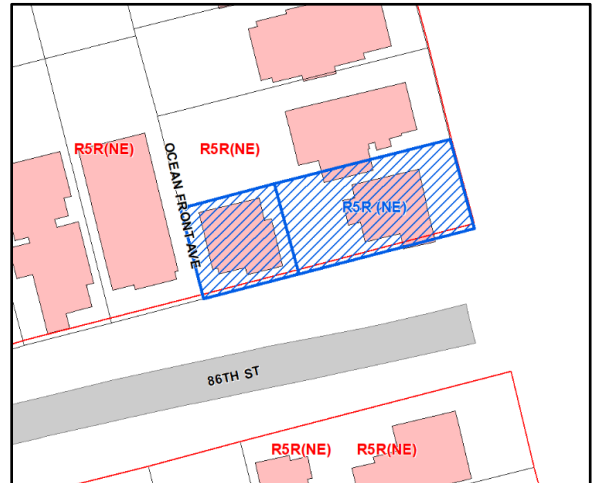 R5R(NE)
R5R(NE)
OCEAN FRONT AVE
R5R (NE)
86TH ST
R5R(NE)
R5R(NE)